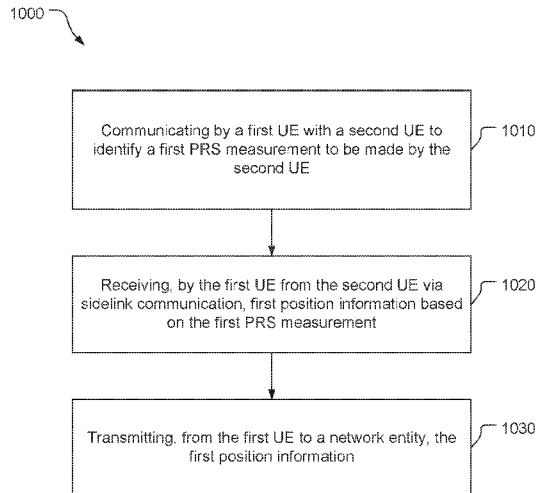 1000
Communicating by a first UE with a second UE to
identify a first PRS measurement to be made by the
second UE
1010
Receiving, by the first UE from the second UE via
sidelink communication, first position information based
on the first PRS measurement
1020
Transmitting, from the first UE to a network entity, the
first position information
1030